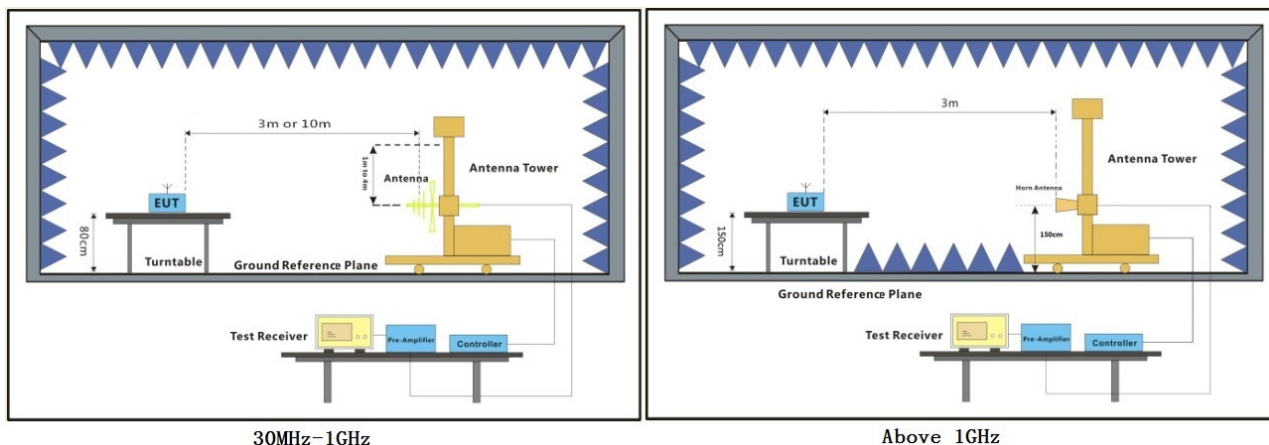 3m or 10m
1m to 4m
Antenna
Antenna Tower
EUT
80cm
Turntable
Ground Reference Plane
Test Receiver
Pre-Amplifier
Controller
30MHz-1GHz
3m
Antenna Tower
Horn Antenna
EUT
150cm
150cm
Turntable
Ground Reference Plane
Test Receiver
Pre-Amplifier
Controller
Above 1GHz